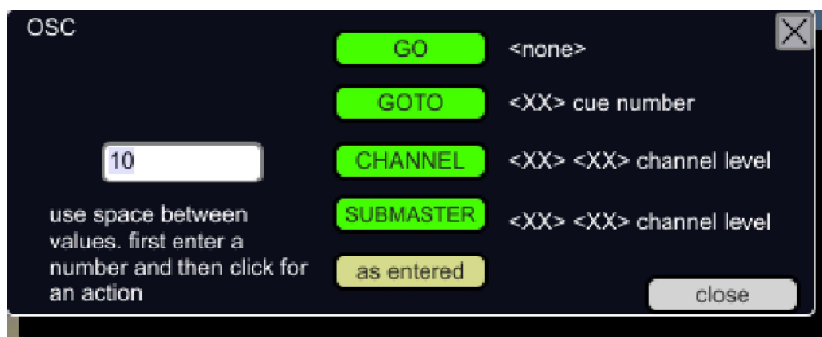 OSC
GO <none>
GOTO <XX> cue number
10
CHANNEL <XX> <XX> channel level
SUBMASTER <XX> <XX> channel level
use space between
values. first enter a
number and then click for
an action
as entered
close